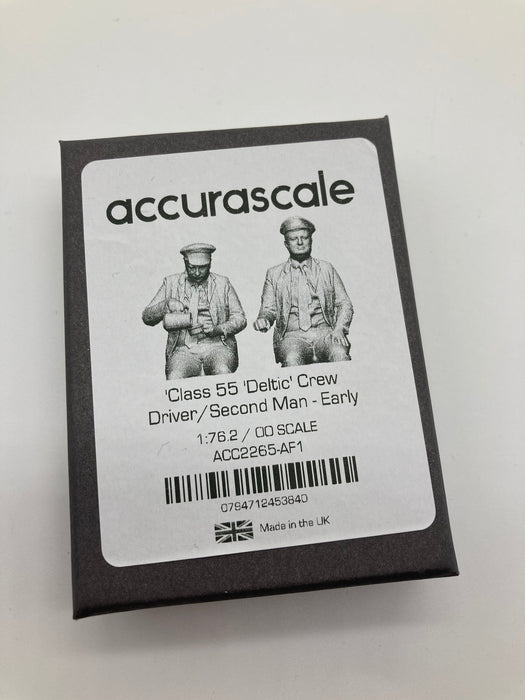 accurascale
'Class 55 'Deltic' Crew
Driver/Second Man - Early
1:76.2 / OO SCALE
ACC2265-AF1
0794712453840
Made in the UK